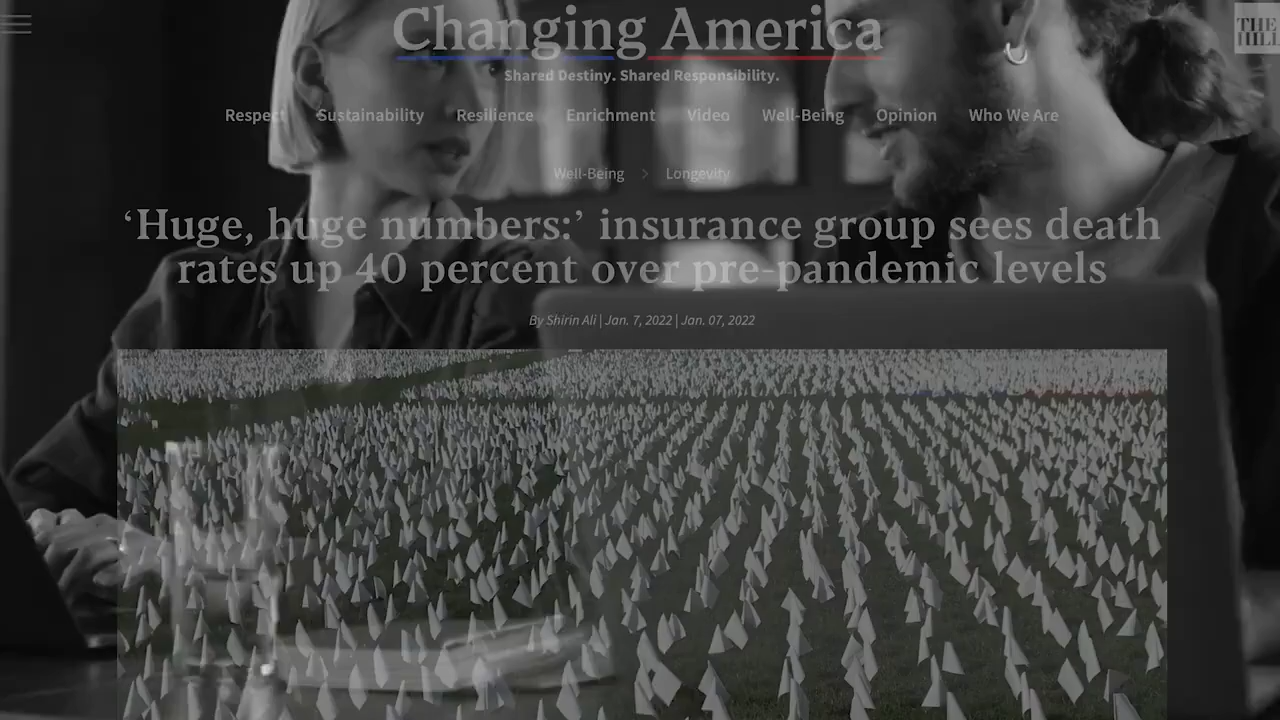 Changing America
THE
HILL
Shared Destiny. Shared Responsibility.
Respect Sustainability Resilience Enrichment Video Well-Being Opinion Who We Are
Well-Being > Longevity
‘Huge, huge numbers:’ insurance group sees death
rates up 40 percent over pre-pandemic levels
By Shirin Ali | Jan. 7, 2022 | Jan. 07, 2022